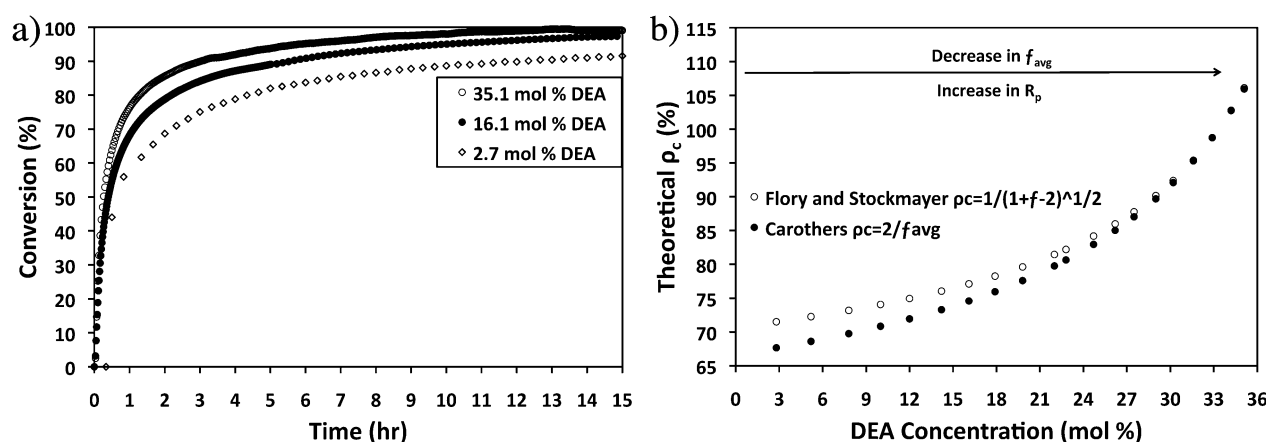 a)
Conversion (%)
100
90
80
70
60
50
40
30
20
10
0
35.1 mol % DEA
16.1 mol % DEA
2.7 mol % DEA
0 1 2 3 4 5 6 7 8 9 10 11 12 13 14 15
Time (hr)
b)
Theoretical ρc (%)
115
110
105
100
95
90
85
80
75
70
65
Decrease in ƒavg
Increase in Rp
Flory and Stockmayer ρc=1/(1+ƒ-2)^1/2
Carothers ρc=2/ƒavg
0 3 6 9 12 15 18 21 24 27 30 33 36
DEA Concentration (mol %)